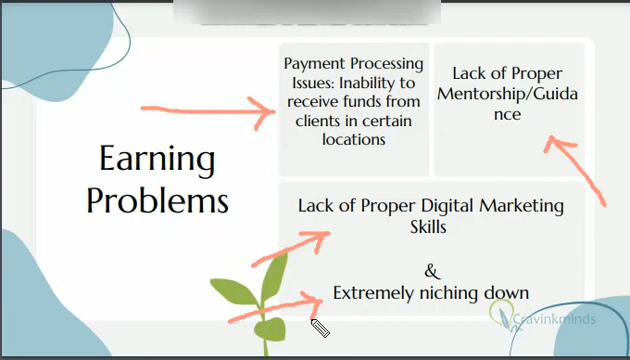 Earning
Problems
Payment Processing
Issues: Inability to
receive funds from
clients in certain
locations
Lack of Proper
Mentorship/Guida
nce
Lack of Proper Digital Marketing
Skills
&
Extremely niching down
Cravinkminds